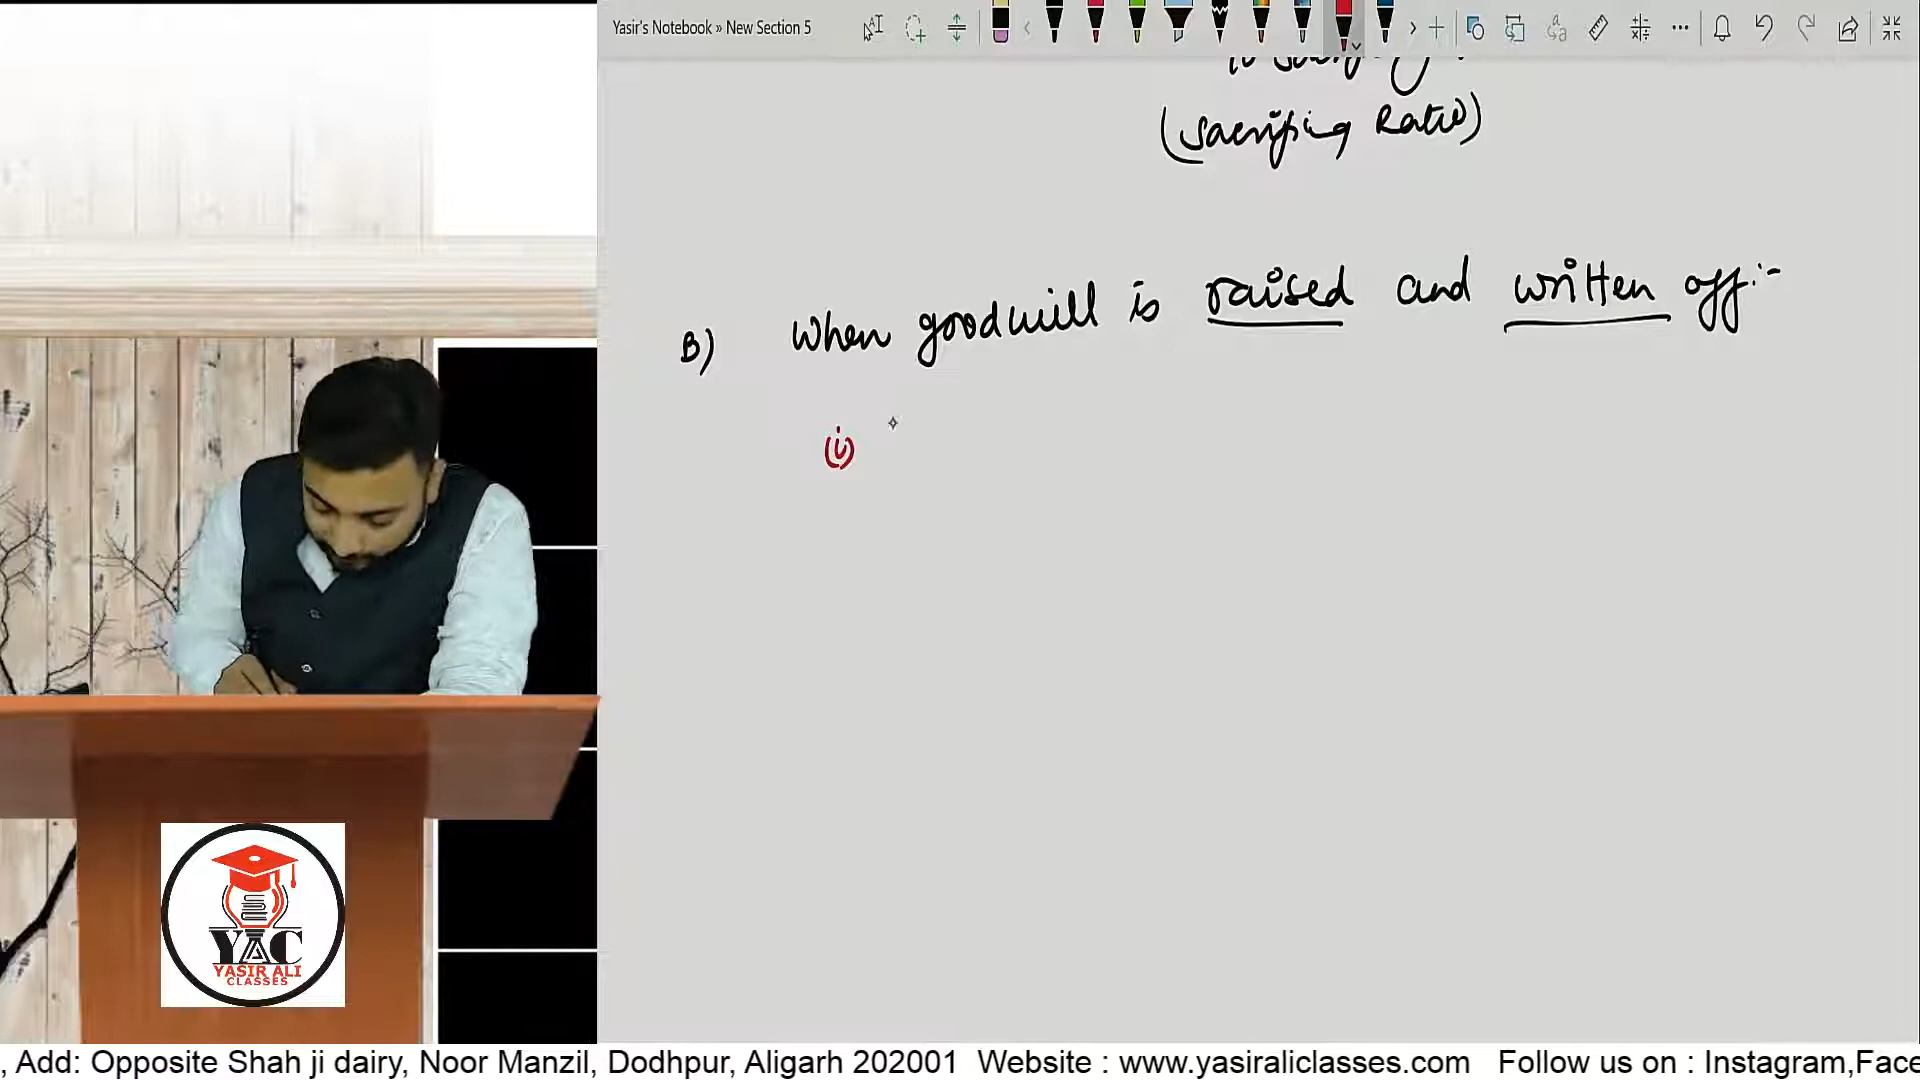 Yasir's Notebook » New Section 5
(Sacrificing Ratio)
B) When goodwill is raised and written off:-
(i)
YAC
YASIR ALI
CLASSES
, Add: Opposite Shah ji dairy, Noor Manzil, Dodhpur, Aligarh 202001 Website : www.yasiraliclasses.com Follow us on : Instagram,Face